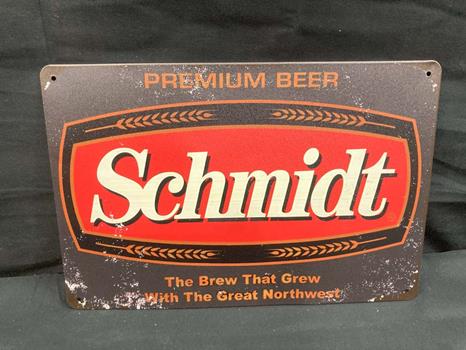 PREMIUM BEER
Schmidt
The Brew That Grew
With The Great Northwest